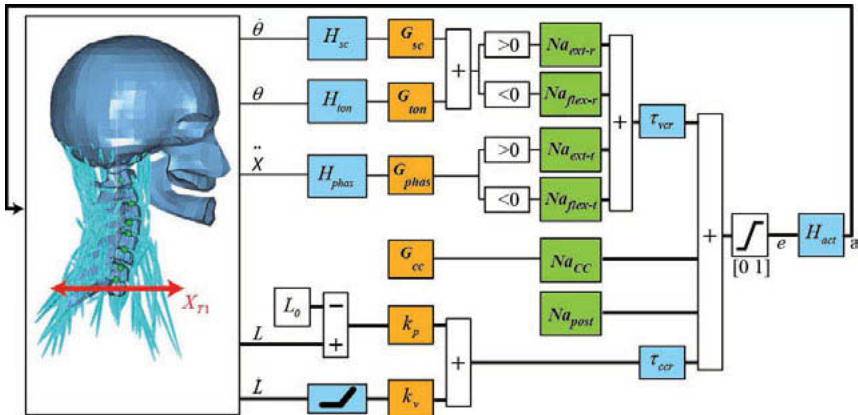 θ̇ H_sc G_sc + >0 Na_ext-r
θ H_ton G_ton <0 Na_flex-r
+ τ_vcr
Ẍ H_phas G_phas >0 Na_ext-t
<0 Na_flex-t
G_cc Na_CC
+ e H_act a
[0 1]
X_T1
L_0 − Na_post
L + k_p
+ τ_ccr
L̇ k_v